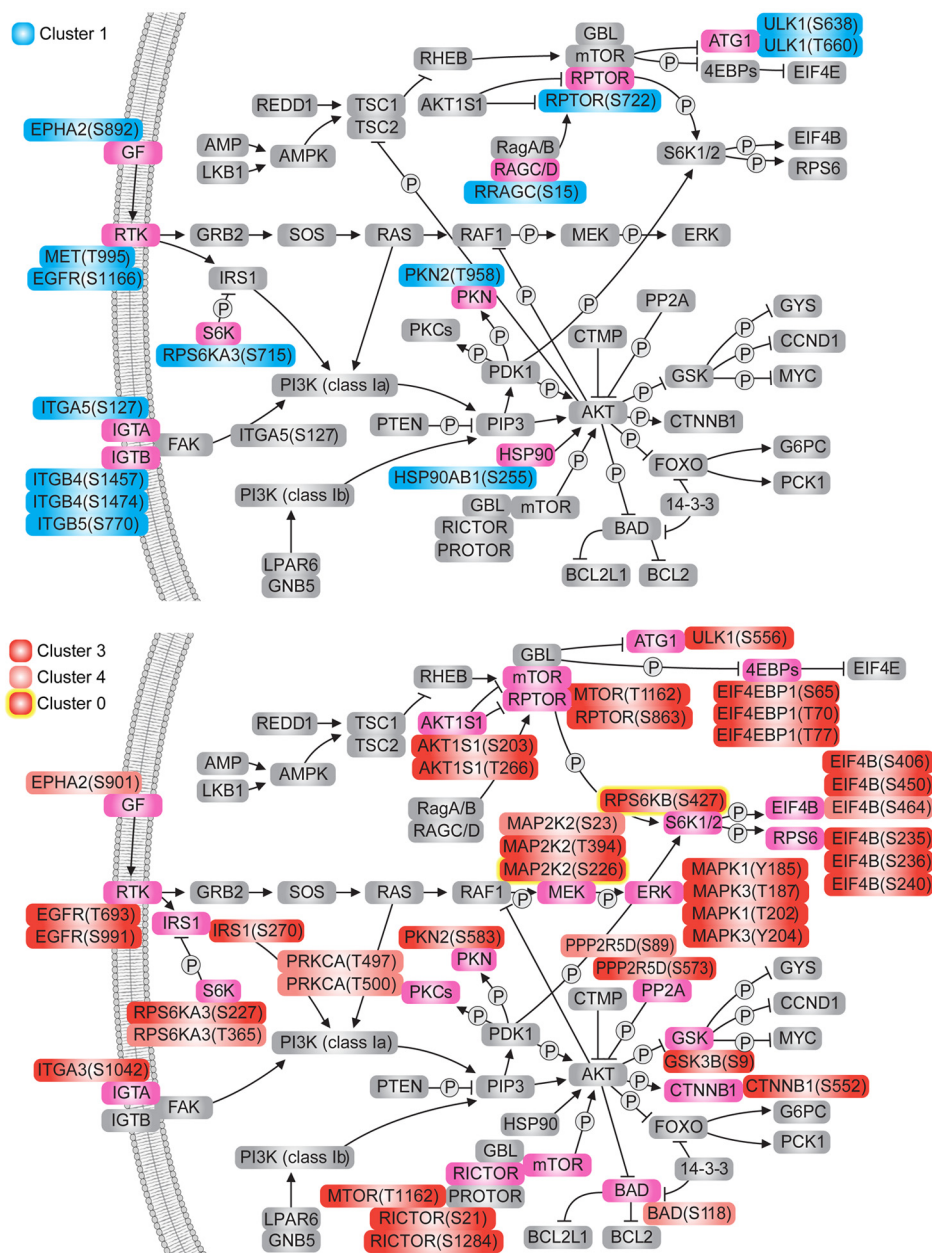 Cluster 1
GBL
ATG1
ULK1(S638)
ULK1(T660)
RHEB
mTOR
P
4EBPs
EIF4E
RPTOR
RPTOR(S722)
REDD1
TSC1
TSC2
AKT1S1
P
EPHA2(S892)
GF
AMP
LKB1
AMPK
RagA/B
RAGC/D
RRAGC(S15)
S6K1/2
P
P
EIF4B
RPS6
P
RTK
GRB2
SOS
RAS
RAF1
P
MEK
P
ERK
MET(T995)
EGFR(S1166)
IRS1
PKN2(T958)
PKN
P
P
PP2A
P
S6K
RPS6KA3(S715)
PKCs
P
P
CTMP
P
P
GYS
P
CCND1
PDK1
P
GSK
P
MYC
PI3K (class Ia)
ITGA5(S127)
IGTA
IGTB
FAK
ITGA5(S127)
PTEN
P
PIP3
AKT
P
P
CTNNB1
P
HSP90
HSP90AB1(S255)
FOXO
G6PC
PCK1
ITGB4(S1457)
ITGB4(S1474)
ITGB5(S770)
PI3K (class Ib)
P
GBL
mTOR
RICTOR
PROTOR
P
14-3-3
BAD
LPAR6
GNB5
BCL2L1
BCL2
Cluster 3
Cluster 4
Cluster 0
GBL
ATG1
ULK1(S556)
P
4EBPs
EIF4E
RHEB
mTOR
RPTOR
MTOR(T1162)
RPTOR(S863)
EIF4EBP1(S65)
EIF4EBP1(T70)
EIF4EBP1(T77)
REDD1
TSC1
TSC2
AKT1S1
AKT1S1(S203)
AKT1S1(T266)
P
AMP
LKB1
AMPK
EPHA2(S901)
GF
RagA/B
RAGC/D
RPS6KB(S427)
S6K1/2
P
P
EIF4B
RPS6
EIF4B(S406)
EIF4B(S450)
EIF4B(S464)
EIF4B(S235)
EIF4B(S236)
EIF4B(S240)
MAP2K2(S23)
MAP2K2(T394)
MAP2K2(S226)
RTK
GRB2
SOS
RAS
RAF1
P
MEK
P
ERK
MAPK1(Y185)
MAPK3(T187)
MAPK1(T202)
MAPK3(Y204)
EGFR(T693)
EGFR(S991)
IRS1
IRS1(S270)
P
S6K
RPS6KA3(S227)
RPS6KA3(T365)
PRKCA(T497)
PRKCA(T500)
PKN2(S583)
PKN
P
PKCs
P
PPP2R5D(S89)
PPP2R5D(S573)
PP2A
CTMP
P
P
GYS
P
CCND1
PDK1
P
P
GSK
P
MYC
GSK3B(S9)
PI3K (class Ia)
ITGA3(S1042)
IGTA
IGTB
FAK
PTEN
P
PIP3
AKT
P
CTNNB1
CTNNB1(S552)
P
HSP90
FOXO
G6PC
PCK1
P
PI3K (class Ib)
GBL
RICTOR
mTOR
PROTOR
MTOR(T1162)
RICTOR(S21)
RICTOR(S1284)
14-3-3
BAD
BAD(S118)
LPAR6
GNB5
BCL2L1
BCL2